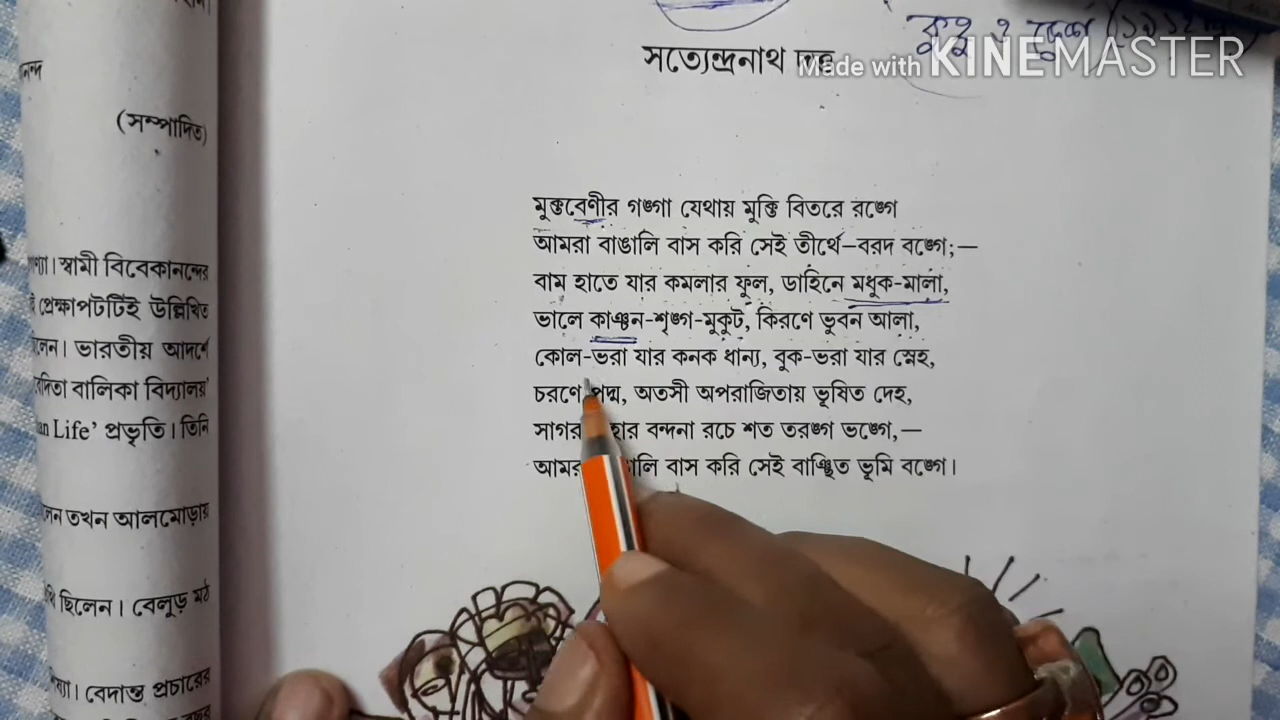 কুহু ও কেকা (১৯১২)
সত্যেন্দ্রনাথ দত্ত
Made with KINEMASTER
(সম্পাদিত)
মুক্তবেণীর গঙ্গা যেথায় মুক্তি বিতরে রঙ্গে
আমরা বাঙালি বাস করি সেই তীর্থে—বরদ বঙ্গে;—
বাম হাতে যার কমলার ফুল, ডাহিনে মধুক-মালা,
ভালে কাঞ্চন-শৃঙ্গ-মুকুট, কিরণে ভুবন আলা,
কোল-ভরা যার কনক ধান্য, বুক-ভরা যার স্নেহ,
চরণে পদ্ম, অতসী অপরাজিতায় ভূষিত দেহ,
সাগর বন্দনা রচে শত তরঙ্গ ভঙ্গে,—
বাস করি সেই বাঞ্ছিত ভূমি বঙ্গে।
স্বামী বিবেকানন্দের
প্রেক্ষাপটটিই উল্লিখিত
ভারতীয় আদর্শে
বালিকা বিদ্যালয়’
Life’ প্রভৃতি। তিনি
তখন আলমোড়ায়
ছিলেন। বেলুড় মঠ
বেদান্ত প্রচারের